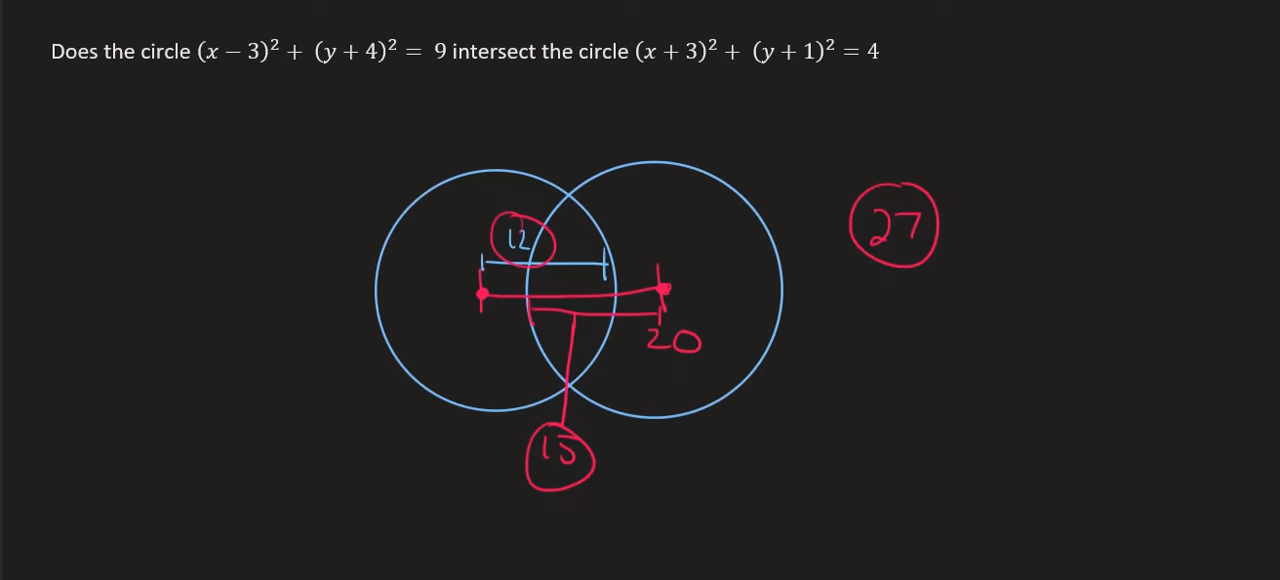 Does the circle (x − 3)² + (y + 4)² = 9 intersect the circle (x + 3)² + (y + 1)² = 4
27
12
20
15